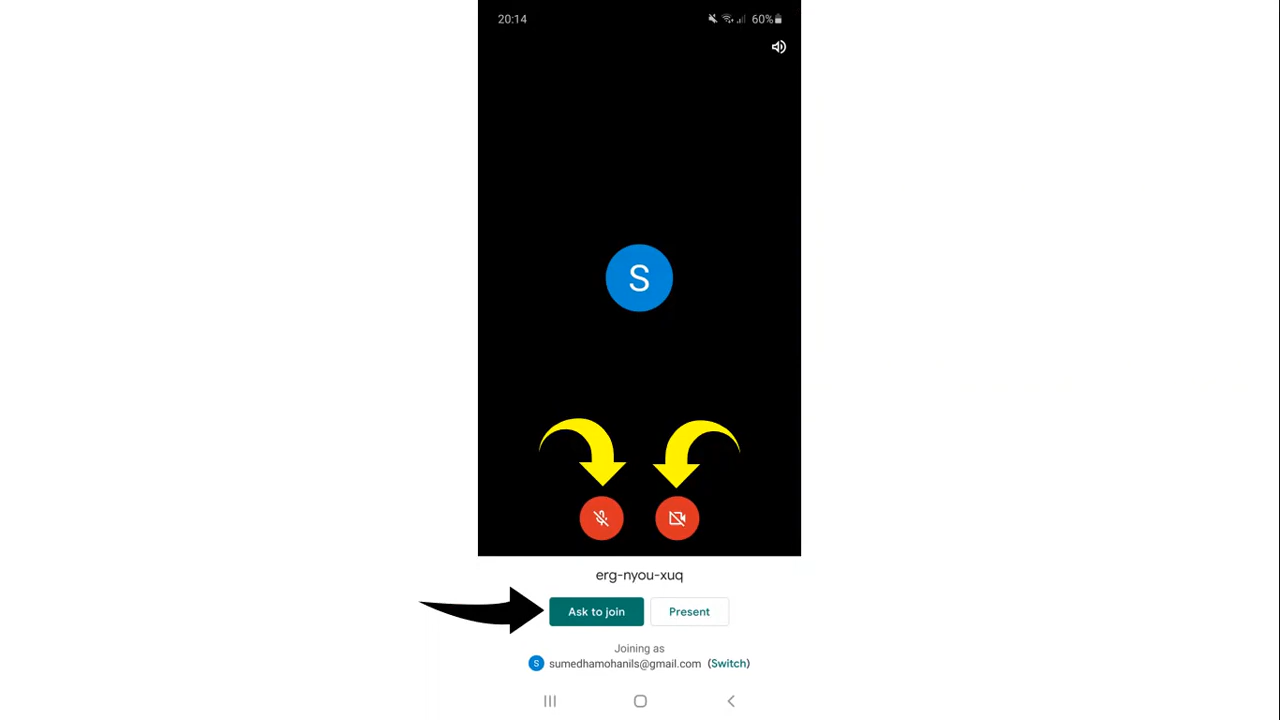 20:14
60%
S
erg-nyou-xuq
Ask to join
Present
Joining as
S sumedhamohanils@gmail.com (Switch)